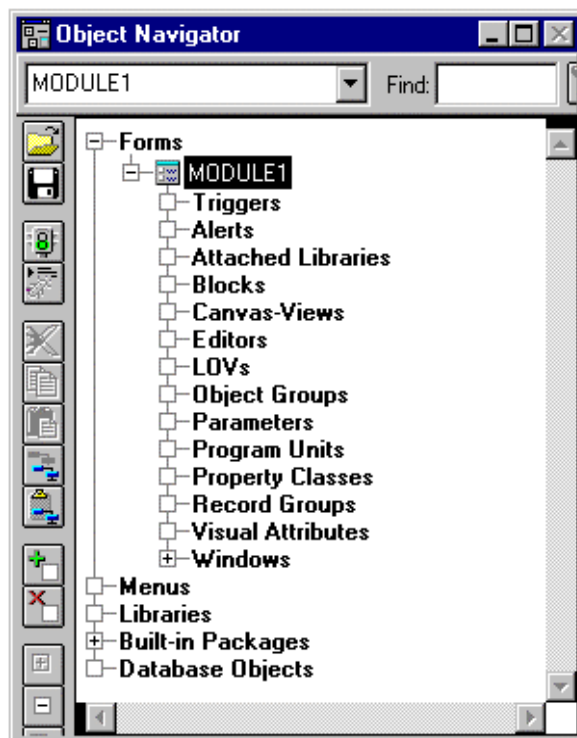 Object Navigator
MODULE1 Find:
Forms
MODULE1
Triggers
Alerts
Attached Libraries
Blocks
Canvas-Views
Editors
LOVs
Object Groups
Parameters
Program Units
Property Classes
Record Groups
Visual Attributes
Windows
Menus
Libraries
Built-in Packages
Database Objects